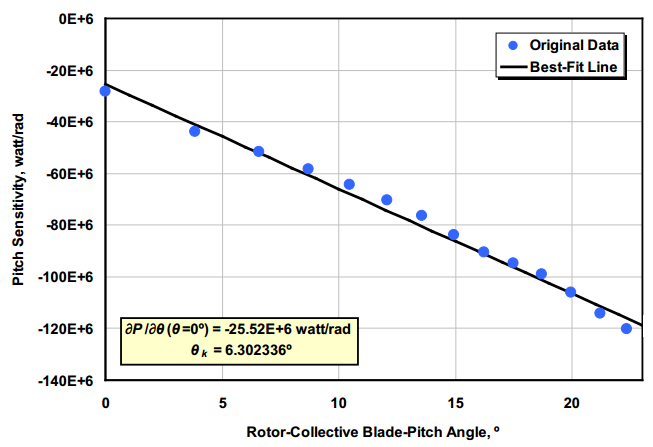 0E+6
-20E+6
-40E+6
-60E+6
-80E+6
-100E+6
-120E+6
-140E+6
Pitch Sensitivity, watt/rad
Original Data
Best-Fit Line
∂P/∂θ (θ=0º) = -25.52E+6 watt/rad
θ k = 6.302336º
0 5 10 15 20
Rotor-Collective Blade-Pitch Angle, º